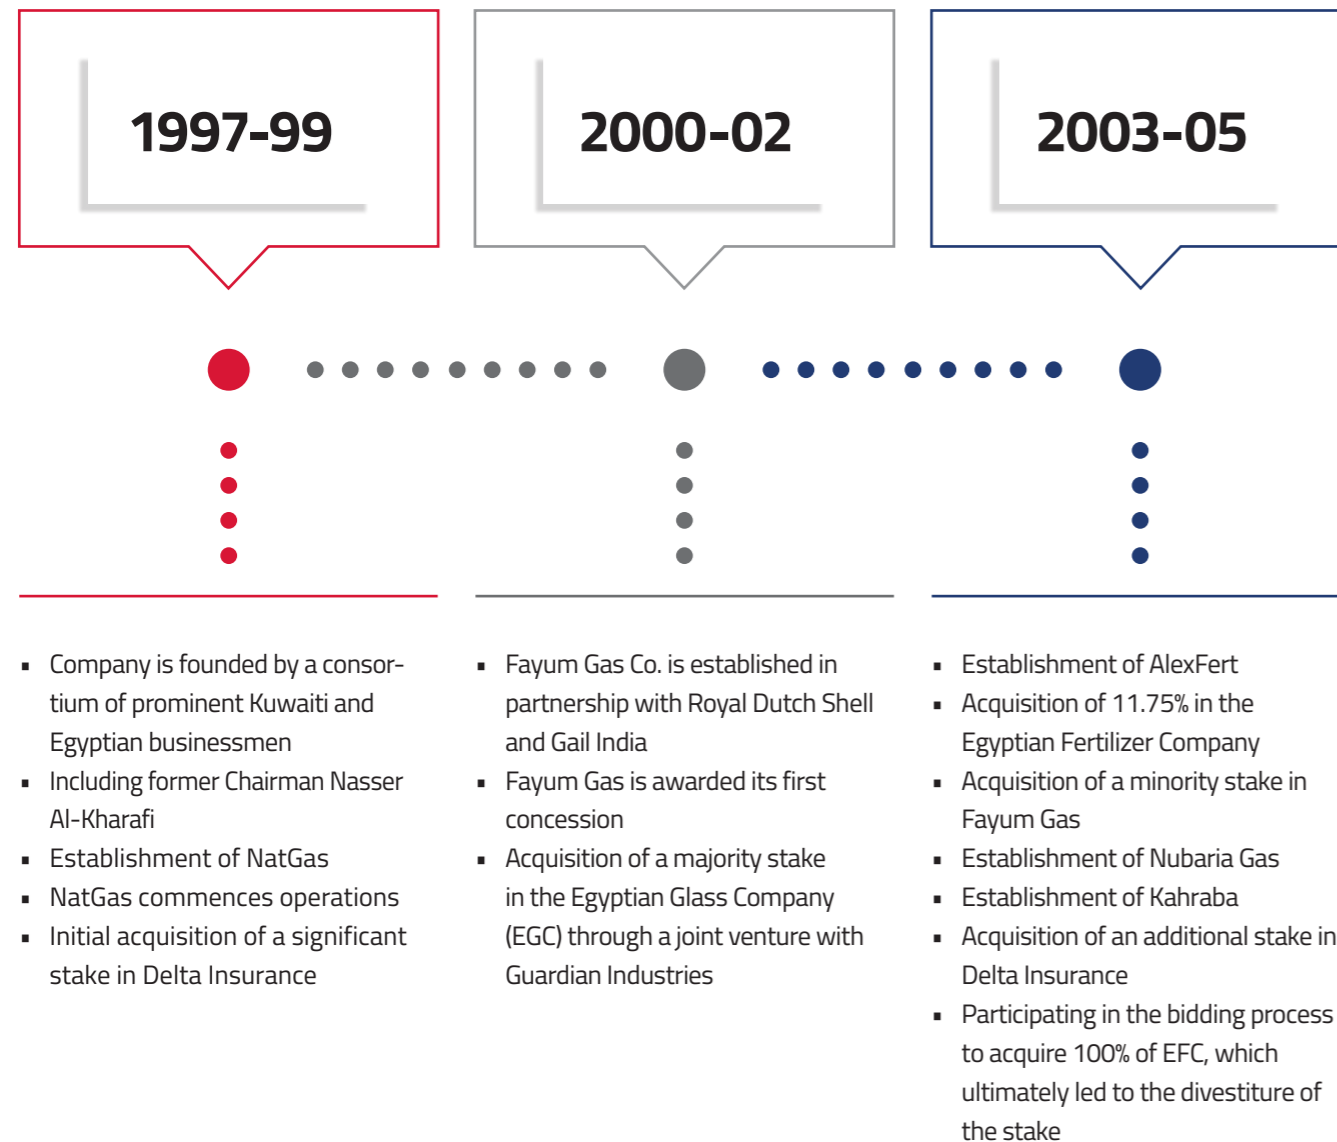 1997-99
2000-02
2003-05
▪ Company is founded by a consor-
tium of prominent Kuwaiti and
Egyptian businessmen
▪ Including former Chairman Nasser
Al-Kharafi
▪ Establishment of NatGas
▪ NatGas commences operations
▪ Initial acquisition of a significant
stake in Delta Insurance
▪ Fayum Gas Co. is established in
partnership with Royal Dutch Shell
and Gail India
▪ Fayum Gas is awarded its first
concession
▪ Acquisition of a majority stake
in the Egyptian Glass Company
(EGC) through a joint venture with
Guardian Industries
▪ Establishment of AlexFert
▪ Acquisition of 11.75% in the
Egyptian Fertilizer Company
▪ Acquisition of a minority stake in
Fayum Gas
▪ Establishment of Nubaria Gas
▪ Establishment of Kahraba
▪ Acquisition of an additional stake in
Delta Insurance
▪ Participating in the bidding process
to acquire 100% of EFC, which
ultimately led to the divestiture of
the stake